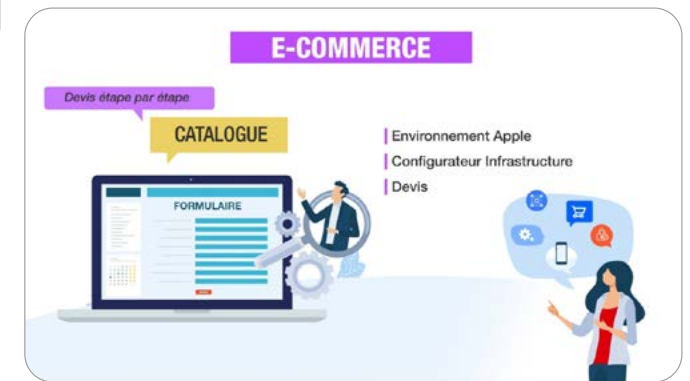 E-COMMERCE
Devis étape par étape
CATALOGUE
Environnement Apple
Configurateur Infrastructure
Devis
FORMULAIRE